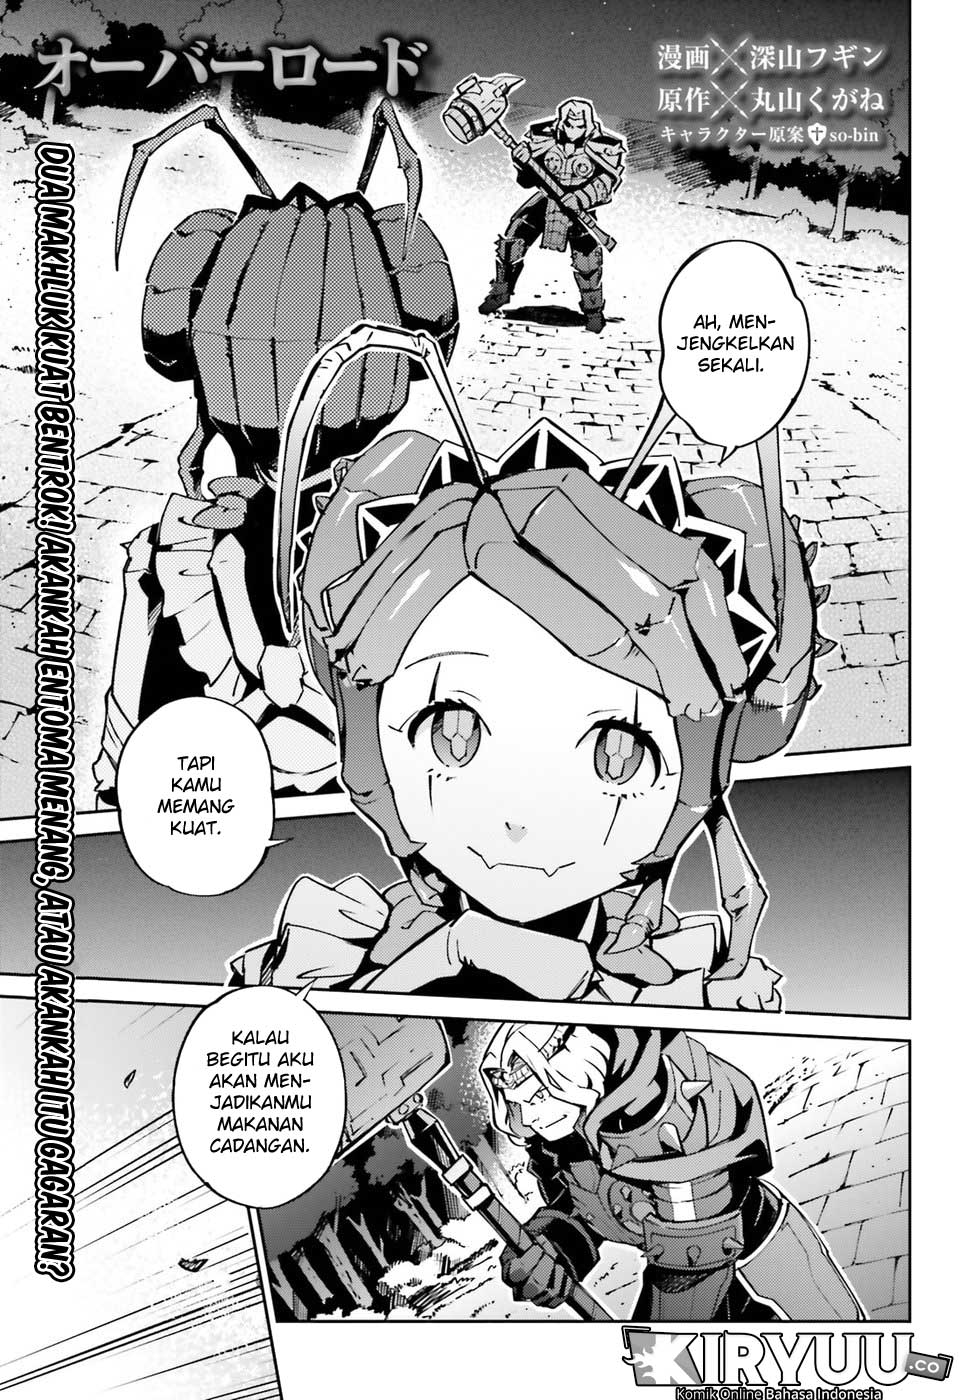 オーバーロード
漫画×深山フギン
原作×丸山くがね
キャラクター原案 so-bin
DUA MAKHLUK KUAT BENTROK! AKANKAH ENTOMA MENANG, ATAU AKANKAH ITU GAGARAN?
AH, MEN-
JENGKELKAN
SEKALI.
TAPI
KAMU
MEMANG
KUAT.
KALAU
BEGITU AKU
AKAN MEN-
JADIKANMU
MAKANAN
CADANGAN.
KIRYUU.CO
Komik Online Bahasa Indonesia